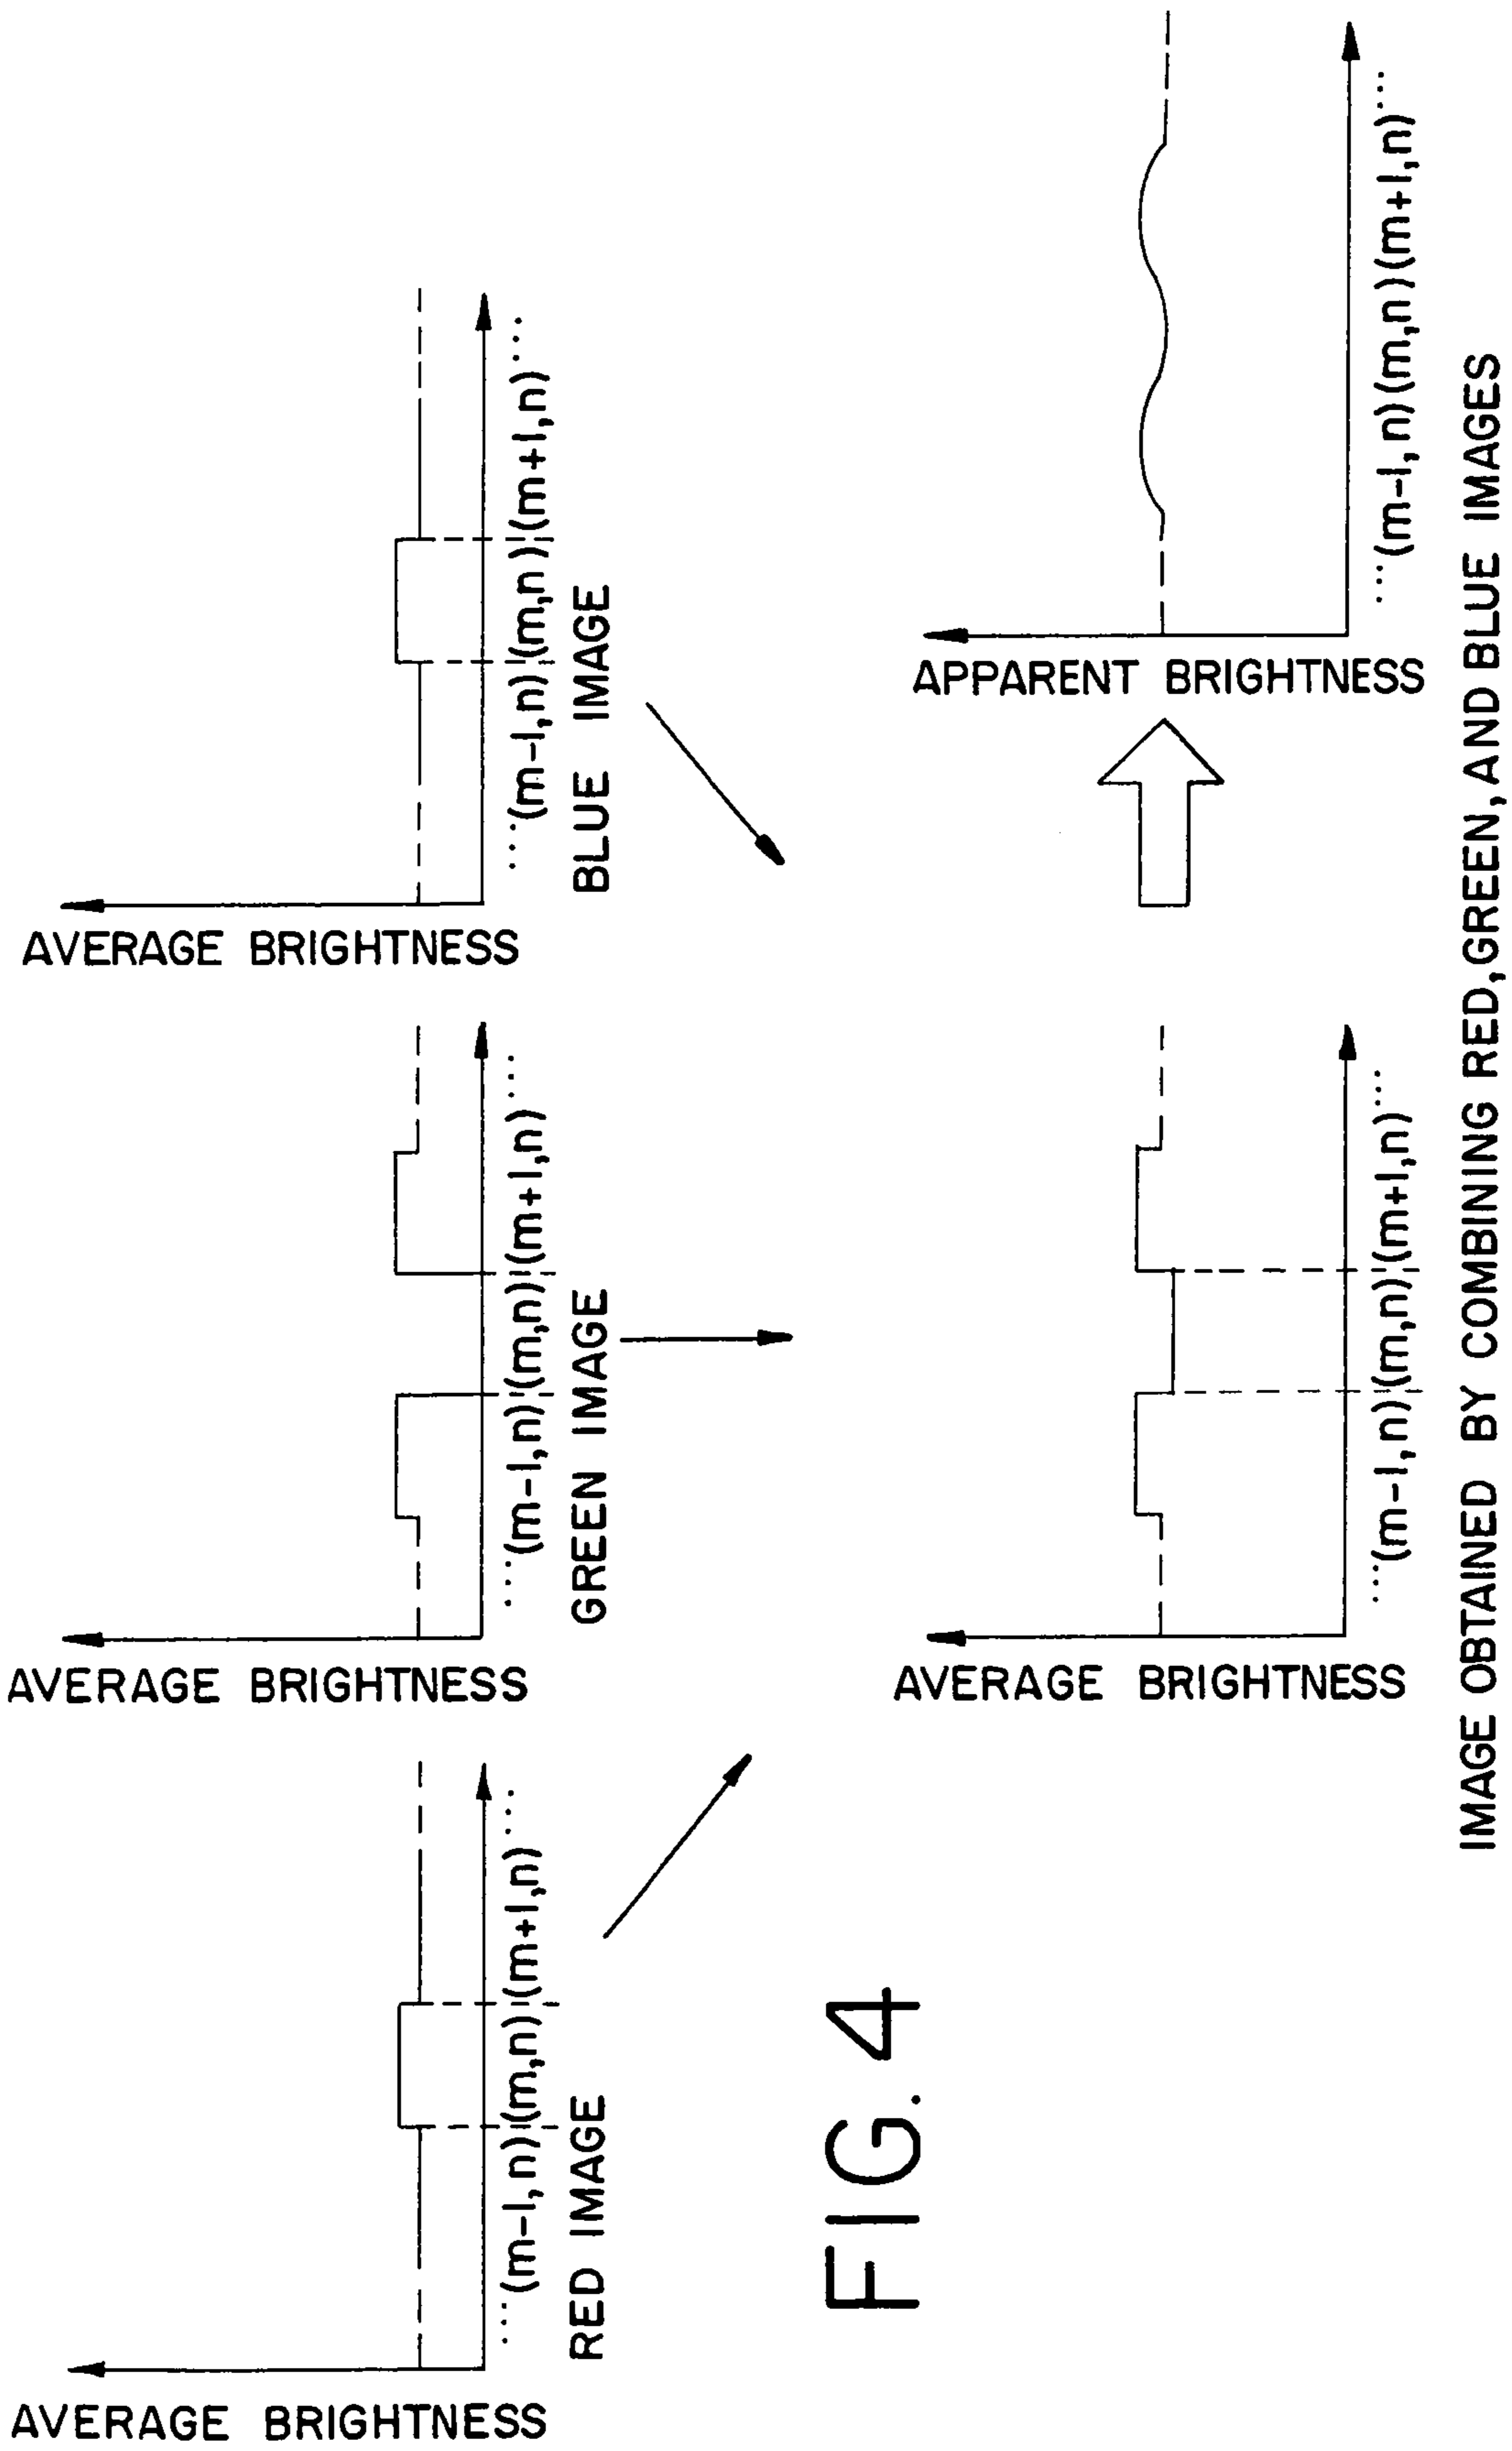 AVERAGE BRIGHTNESS
....(m-1,n)(m,n)(m+1,n)....
RED IMAGE
AVERAGE BRIGHTNESS
....(m-1,n)(m,n)(m+1,n)....
GREEN IMAGE
AVERAGE BRIGHTNESS
....(m-1,n)(m,n)(m+1,n)....
BLUE IMAGE
AVERAGE BRIGHTNESS
....(m-1,n)(m,n)(m+1,n)....
APPARENT BRIGHTNESS
....(m-1,n)(m,n)(m+1,n)....
IMAGE OBTAINED BY COMBINING RED, GREEN, AND BLUE IMAGES
FIG. 4